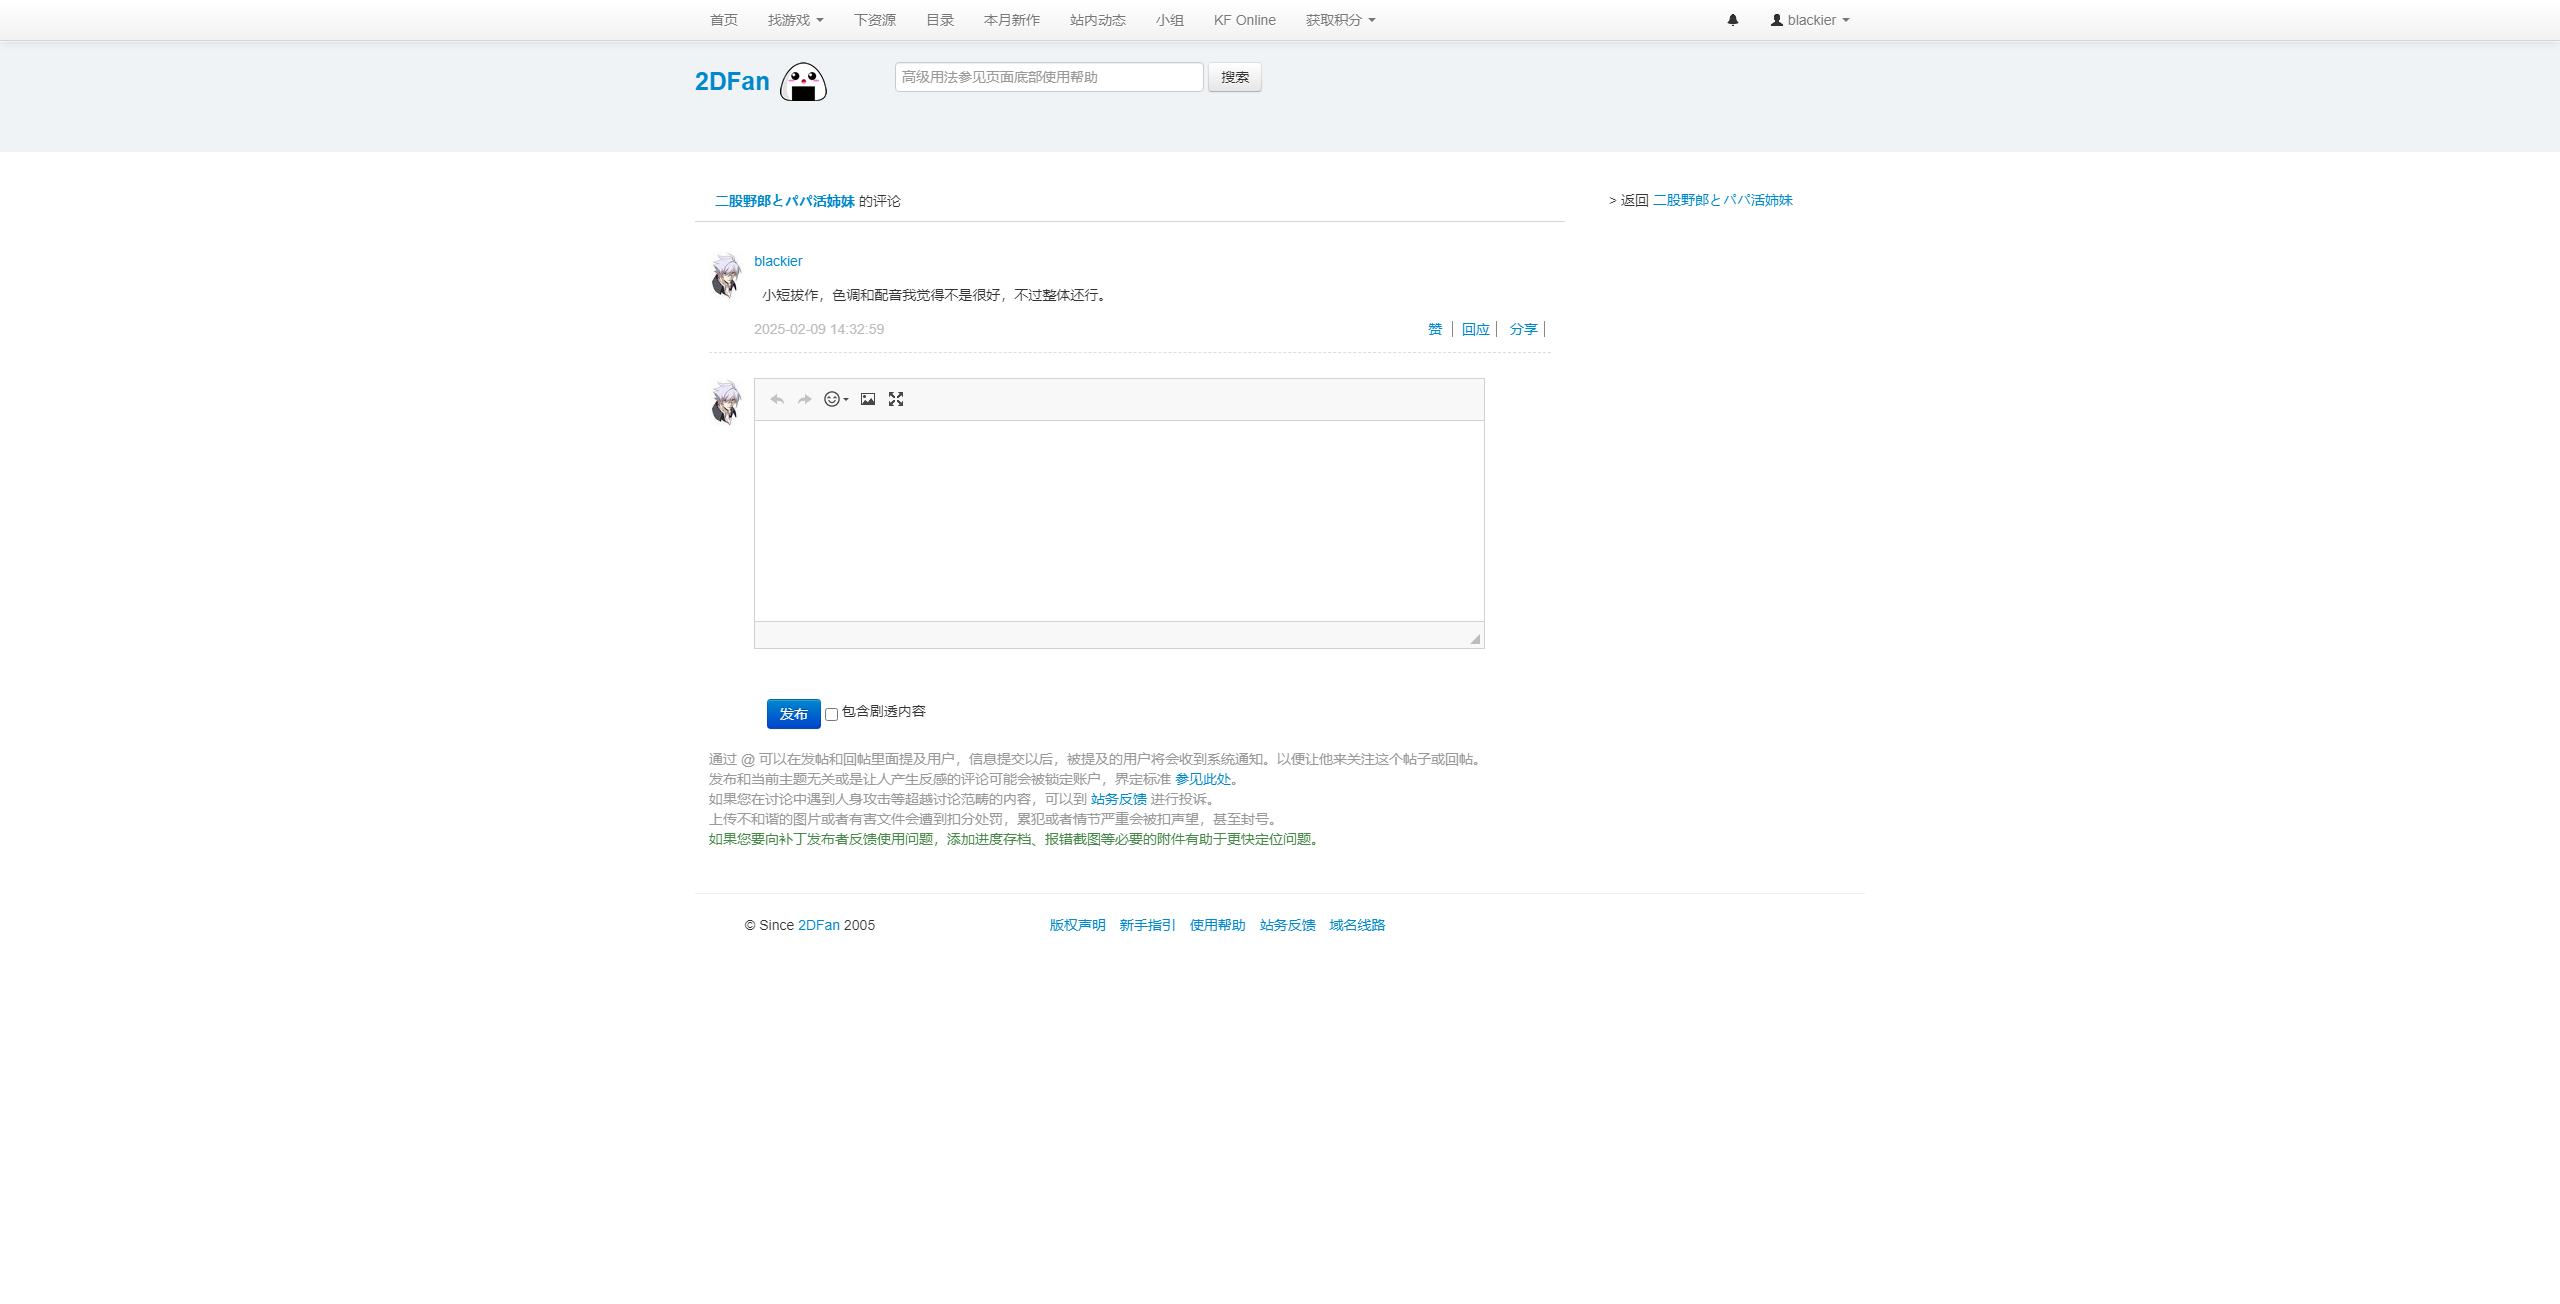 首页 找游戏 下资源 目录 本月新作 站内动态 小组 KF Online 获取积分 blackier
2DFan 高级用法参见页面底部使用帮助 搜索
二股野郎とパパ活姉妹 的评论
> 返回 二股野郎とパパ活姉妹
blackier
小短拔作，色调和配音我觉得不是很好，不过整体还行。
2025-02-09 14:32:59 赞 回应 分享
发布 包含剧透内容
通过 @ 可以在发帖和回帖里面提及用户，信息提交以后，被提及的用户将会收到系统通知。以便让他来关注这个帖子或回帖。
发布和当前主题无关或是让人产生反感的评论可能会被锁定账户，界定标准 参见此处。
如果您在讨论中遇到人身攻击等超越讨论范畴的内容，可以到 站务反馈 进行投诉。
上传不和谐的图片或者有害文件会遭到扣分处罚，累犯或者情节严重会被扣声望，甚至封号。
如果您要向补丁发布者反馈使用问题，添加进度存档、报错截图等必要的附件有助于更快定位问题。
© Since 2DFan 2005 版权声明 新手指引 使用帮助 站务反馈 域名线路